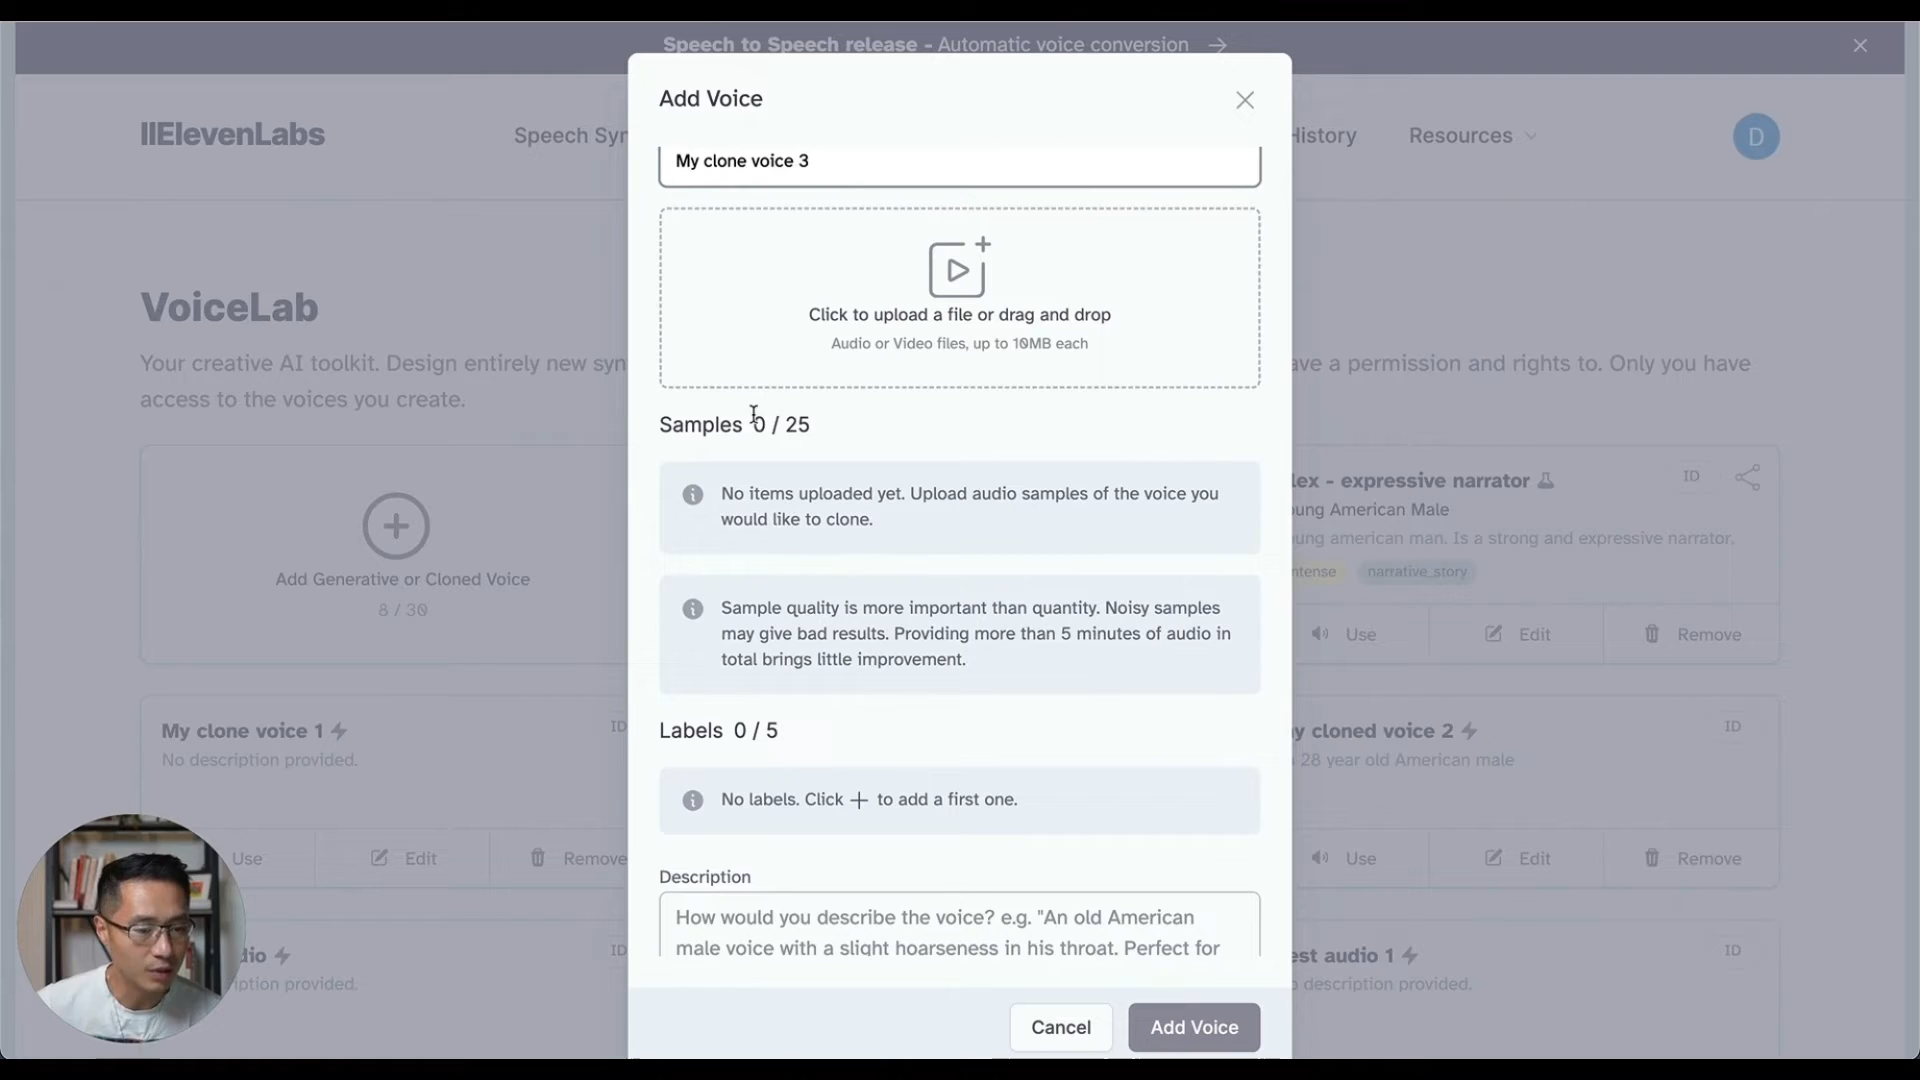 Speech to Speech release - Automatic voice conversion →
Add Voice
IIElevenLabs
Speech Syn
History
Resources
D
My clone voice 3
Click to upload a file or drag and drop
Audio or Video files, up to 10MB each
VoiceLab
Your creative AI toolkit. Design entirely new syn
ave a permission and rights to. Only you have
access to the voices you create.
Samples 0 / 25
No items uploaded yet. Upload audio samples of the voice you
would like to clone.
Add Generative or Cloned Voice
8 / 30
lex - expressive narrator
ID
ung American Male
ung american man. Is a strong and expressive narrator.
ntense
narrative_story
Use
Edit
Remove
Sample quality is more important than quantity. Noisy samples
may give bad results. Providing more than 5 minutes of audio in
total brings little improvement.
Labels 0 / 5
No labels. Click + to add a first one.
My clone voice 1
ID
No description provided.
Use
Edit
Remove
y cloned voice 2
ID
28 year old American male
Use
Edit
Remove
Description
How would you describe the voice? e.g. "An old American
male voice with a slight hoarseness in his throat. Perfect for
dio
ID
iption provided.
est audio 1
ID
description provided.
Cancel
Add Voice